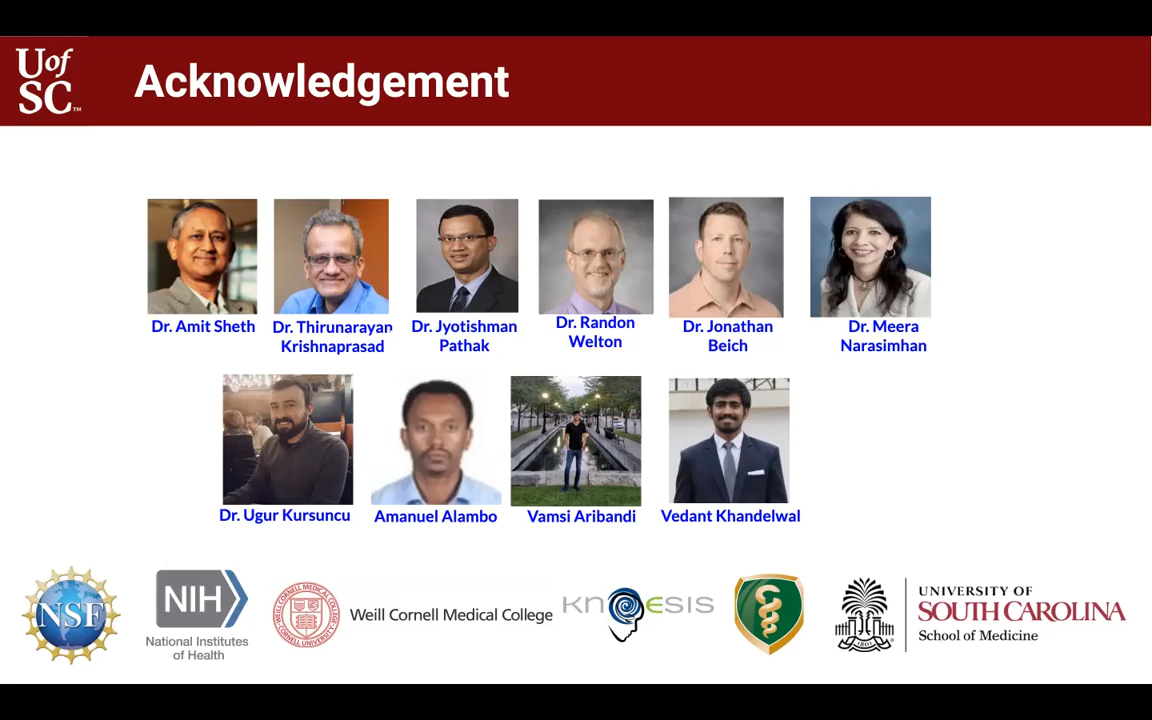 U of
SC™
Acknowledgement
Dr. Amit Sheth
Dr. Thirunarayan
Krishnaprasad
Dr. Jyotishman
Pathak
Dr. Randon
Welton
Dr. Jonathan
Beich
Dr. Meera
Narasimhan
Dr. Ugur Kursuncu
Amanuel Alambo
Vamsi Aribandi
Vedant Khandelwal
NSF
NIH
National Institutes
of Health
Weill Cornell Medical College
KNOESIS
UNIVERSITY OF
SOUTH CAROLINA
School of Medicine